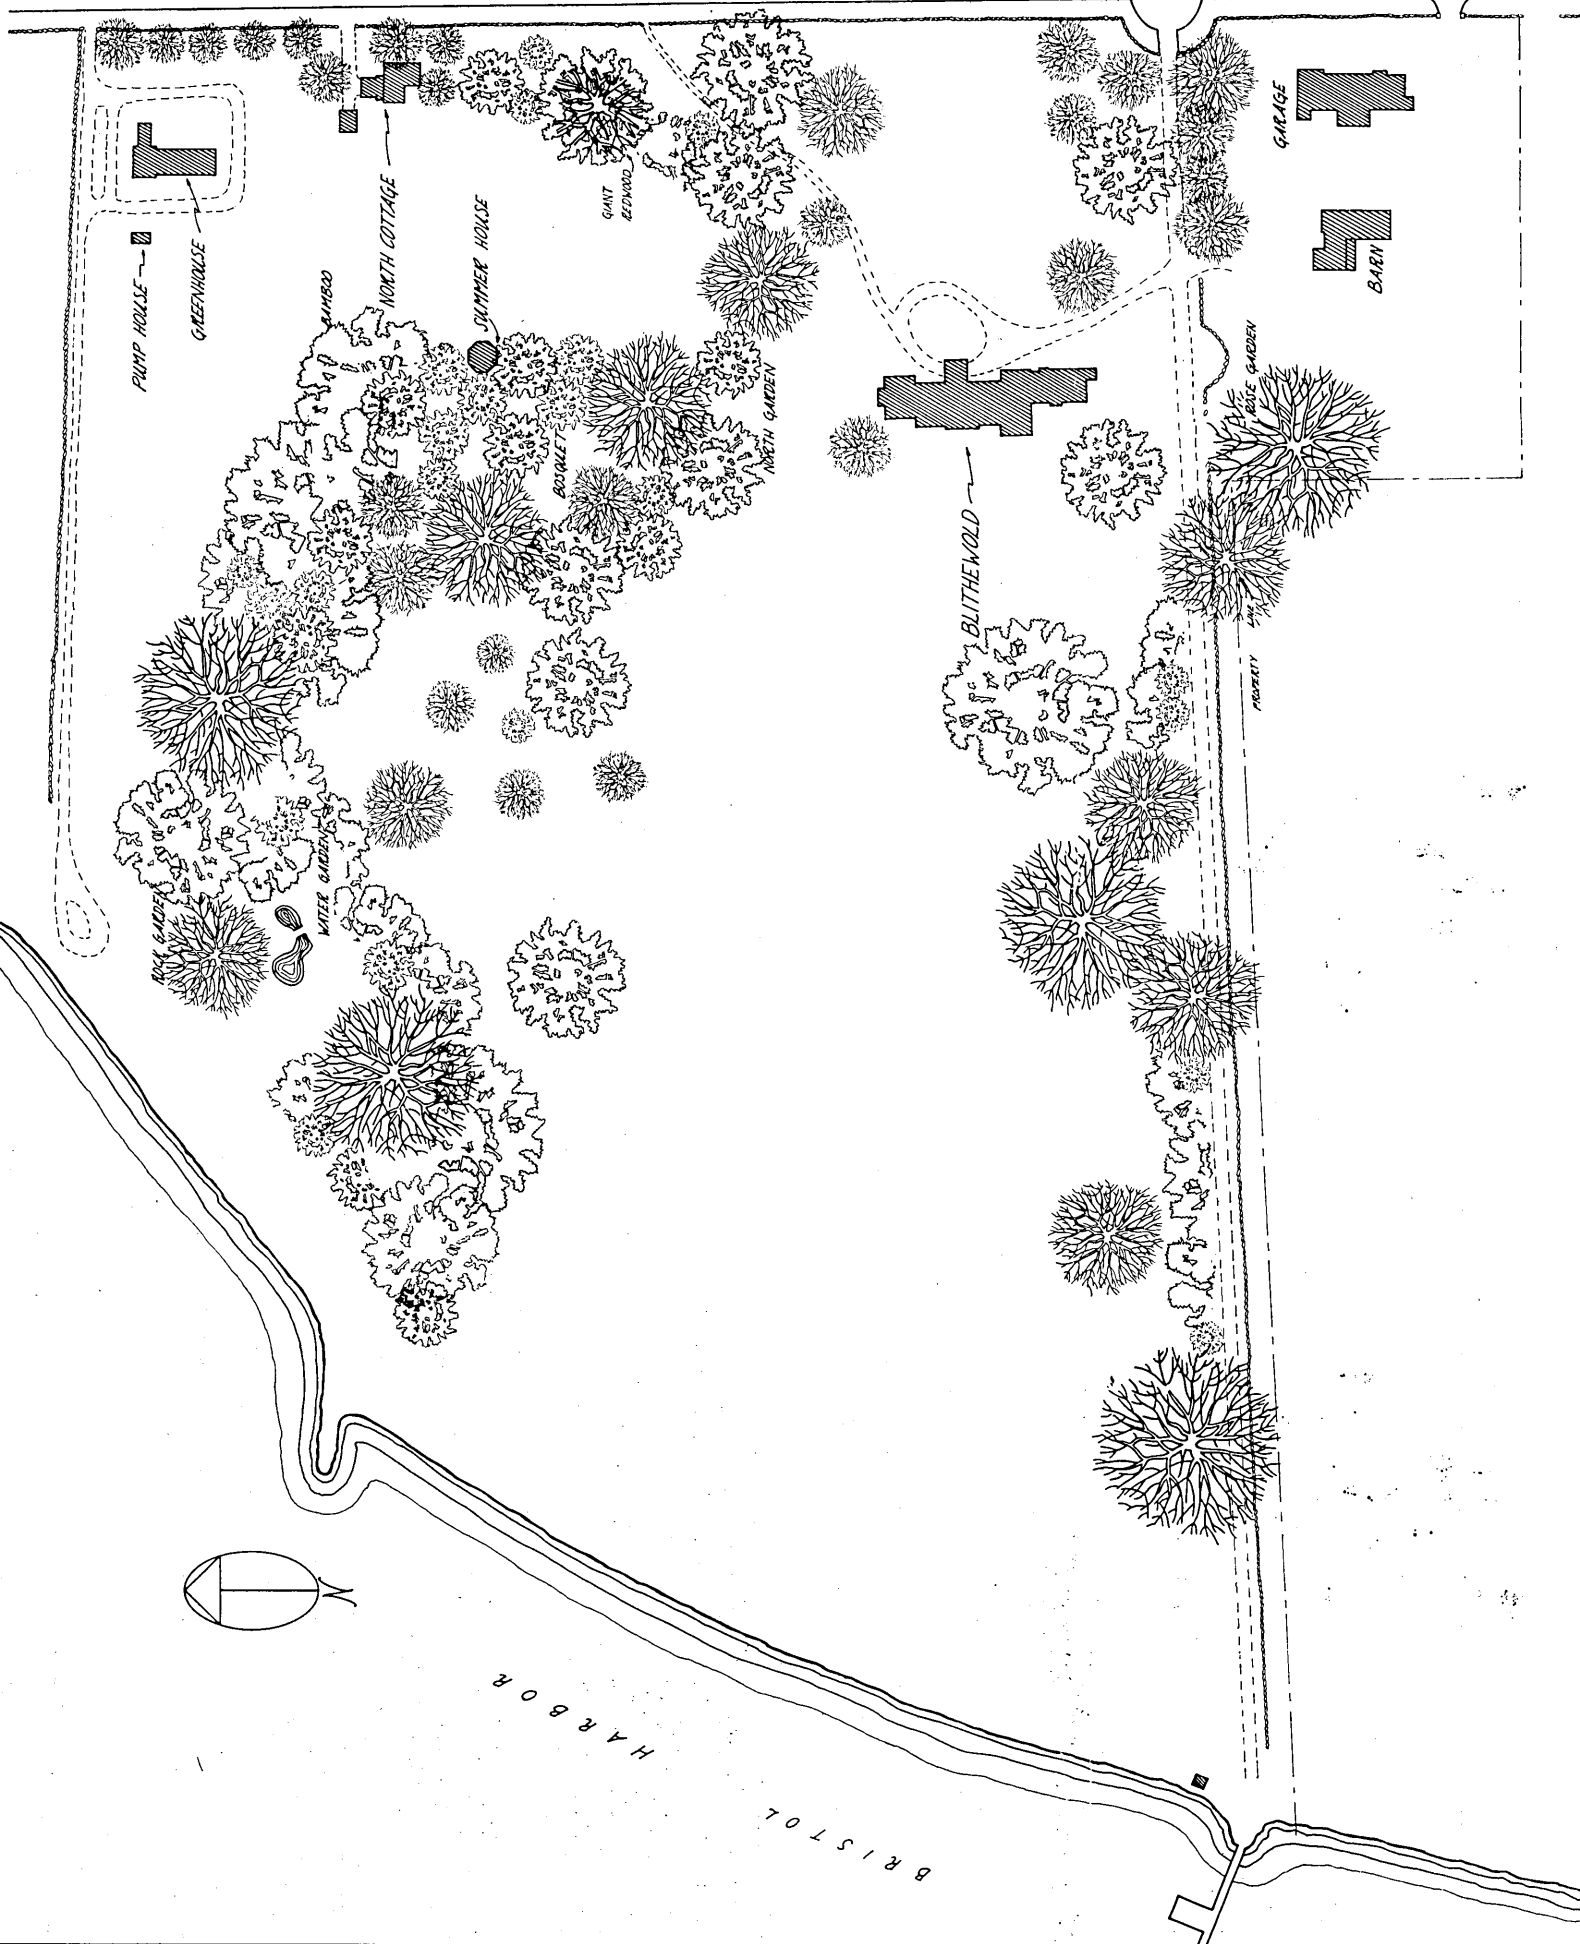 GARAGE
BARN
ROSE GARDEN
PROPERTY LINE
BLITHEWOLD
NORTH GARDEN
GIANT
REDWOOD
BOSQUET
SUMMER HOUSE
NORTH COTTAGE
BAMBOO
GREENHOUSE
PUMP HOUSE
WATER GARDEN
ROCK GARDEN
N
BRISTOL HARBOR